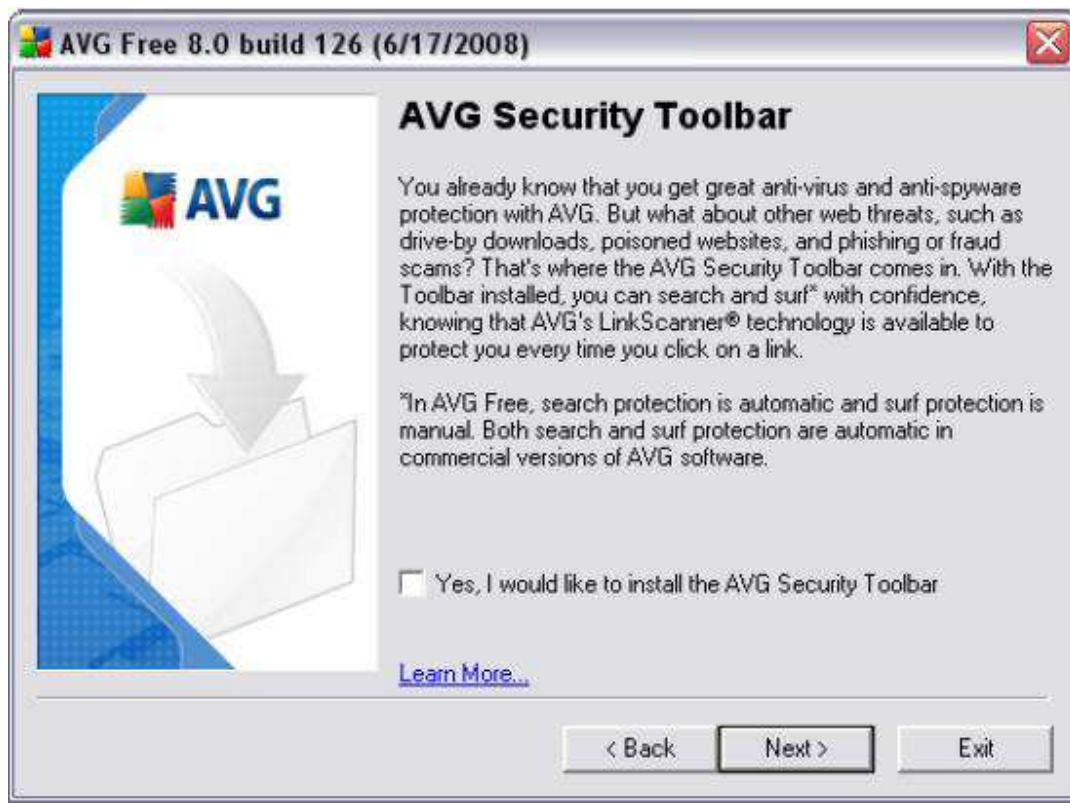 AVG Free 8.0 build 126 (6/17/2008)
AVG
AVG Security Toolbar
You already know that you get great anti-virus and anti-spyware
protection with AVG. But what about other web threats, such as
drive-by downloads, poisoned websites, and phishing or fraud
scams? That's where the AVG Security Toolbar comes in. With the
Toolbar installed, you can search and surf* with confidence,
knowing that AVG's LinkScanner® technology is available to
protect you every time you click on a link.
*In AVG Free, search protection is automatic and surf protection is
manual. Both search and surf protection are automatic in
commercial versions of AVG software.
Yes, I would like to install the AVG Security Toolbar
Learn More...
< Back Next > Exit